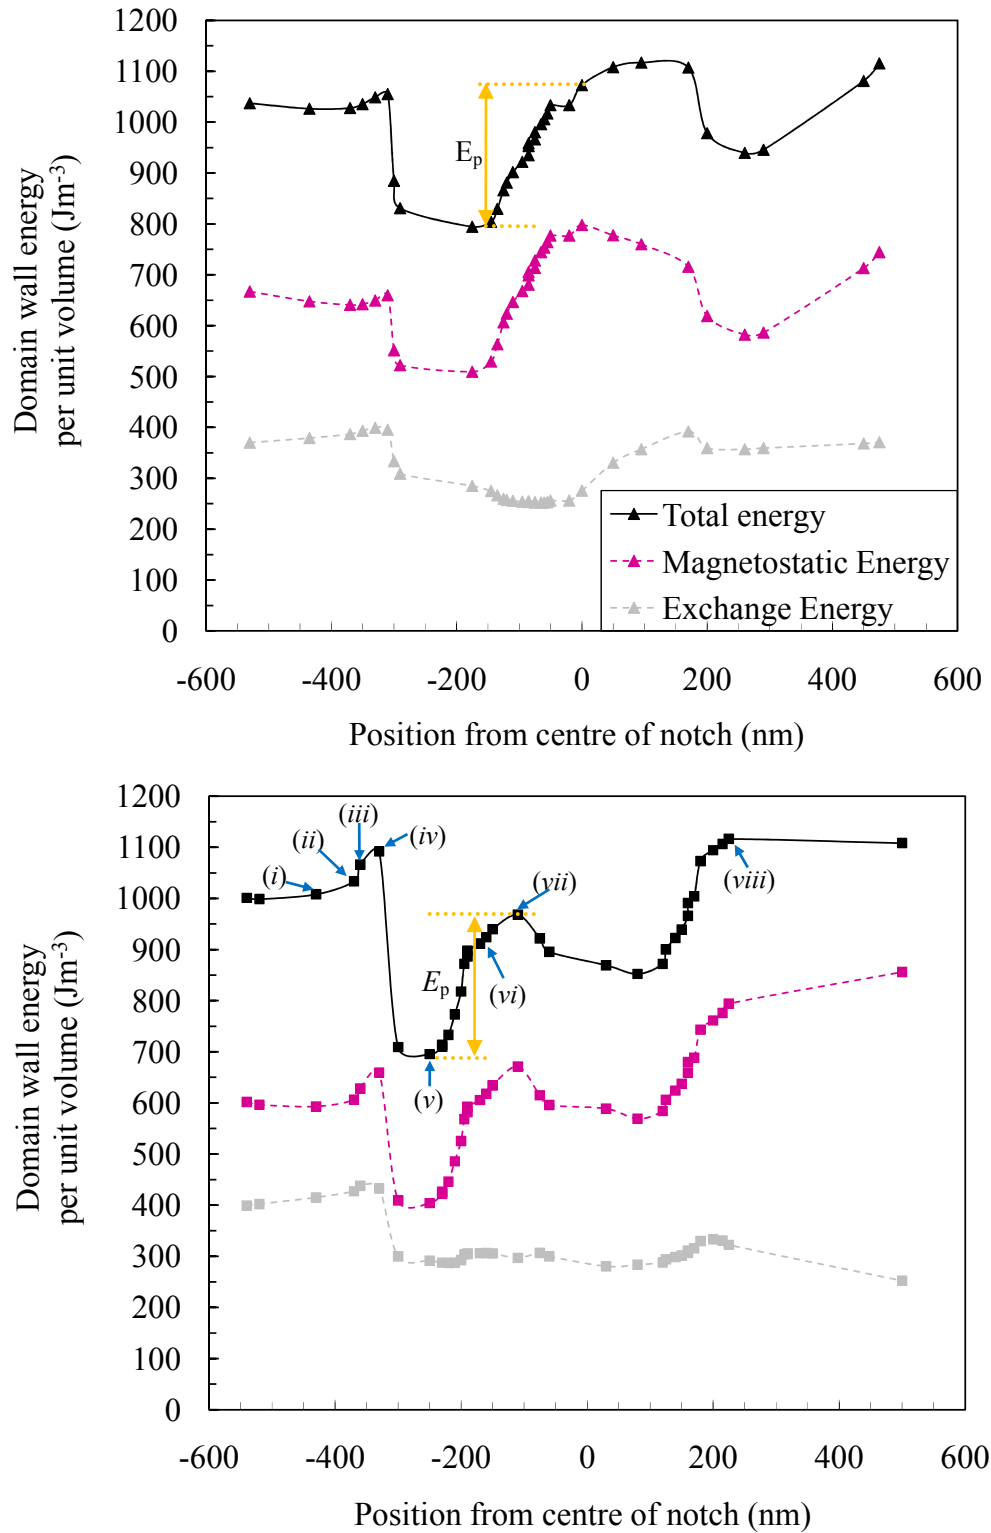 1200
1100
1000
900
800
700
600
500
400
300
200
100
0
Domain wall energy
per unit volume (Jm-3)
Ep
Total energy
Magnetostatic Energy
Exchange Energy
-600 -400 -200 0 200 400 600
Position from centre of notch (nm)
1200
1100
1000
900
800
700
600
500
400
300
200
100
0
Domain wall energy
per unit volume (Jm-3)
(i)
(ii)
(iii)
(iv)
(vii)
(viii)
Ep
(vi)
(v)
-600 -400 -200 0 200 400 600
Position from centre of notch (nm)